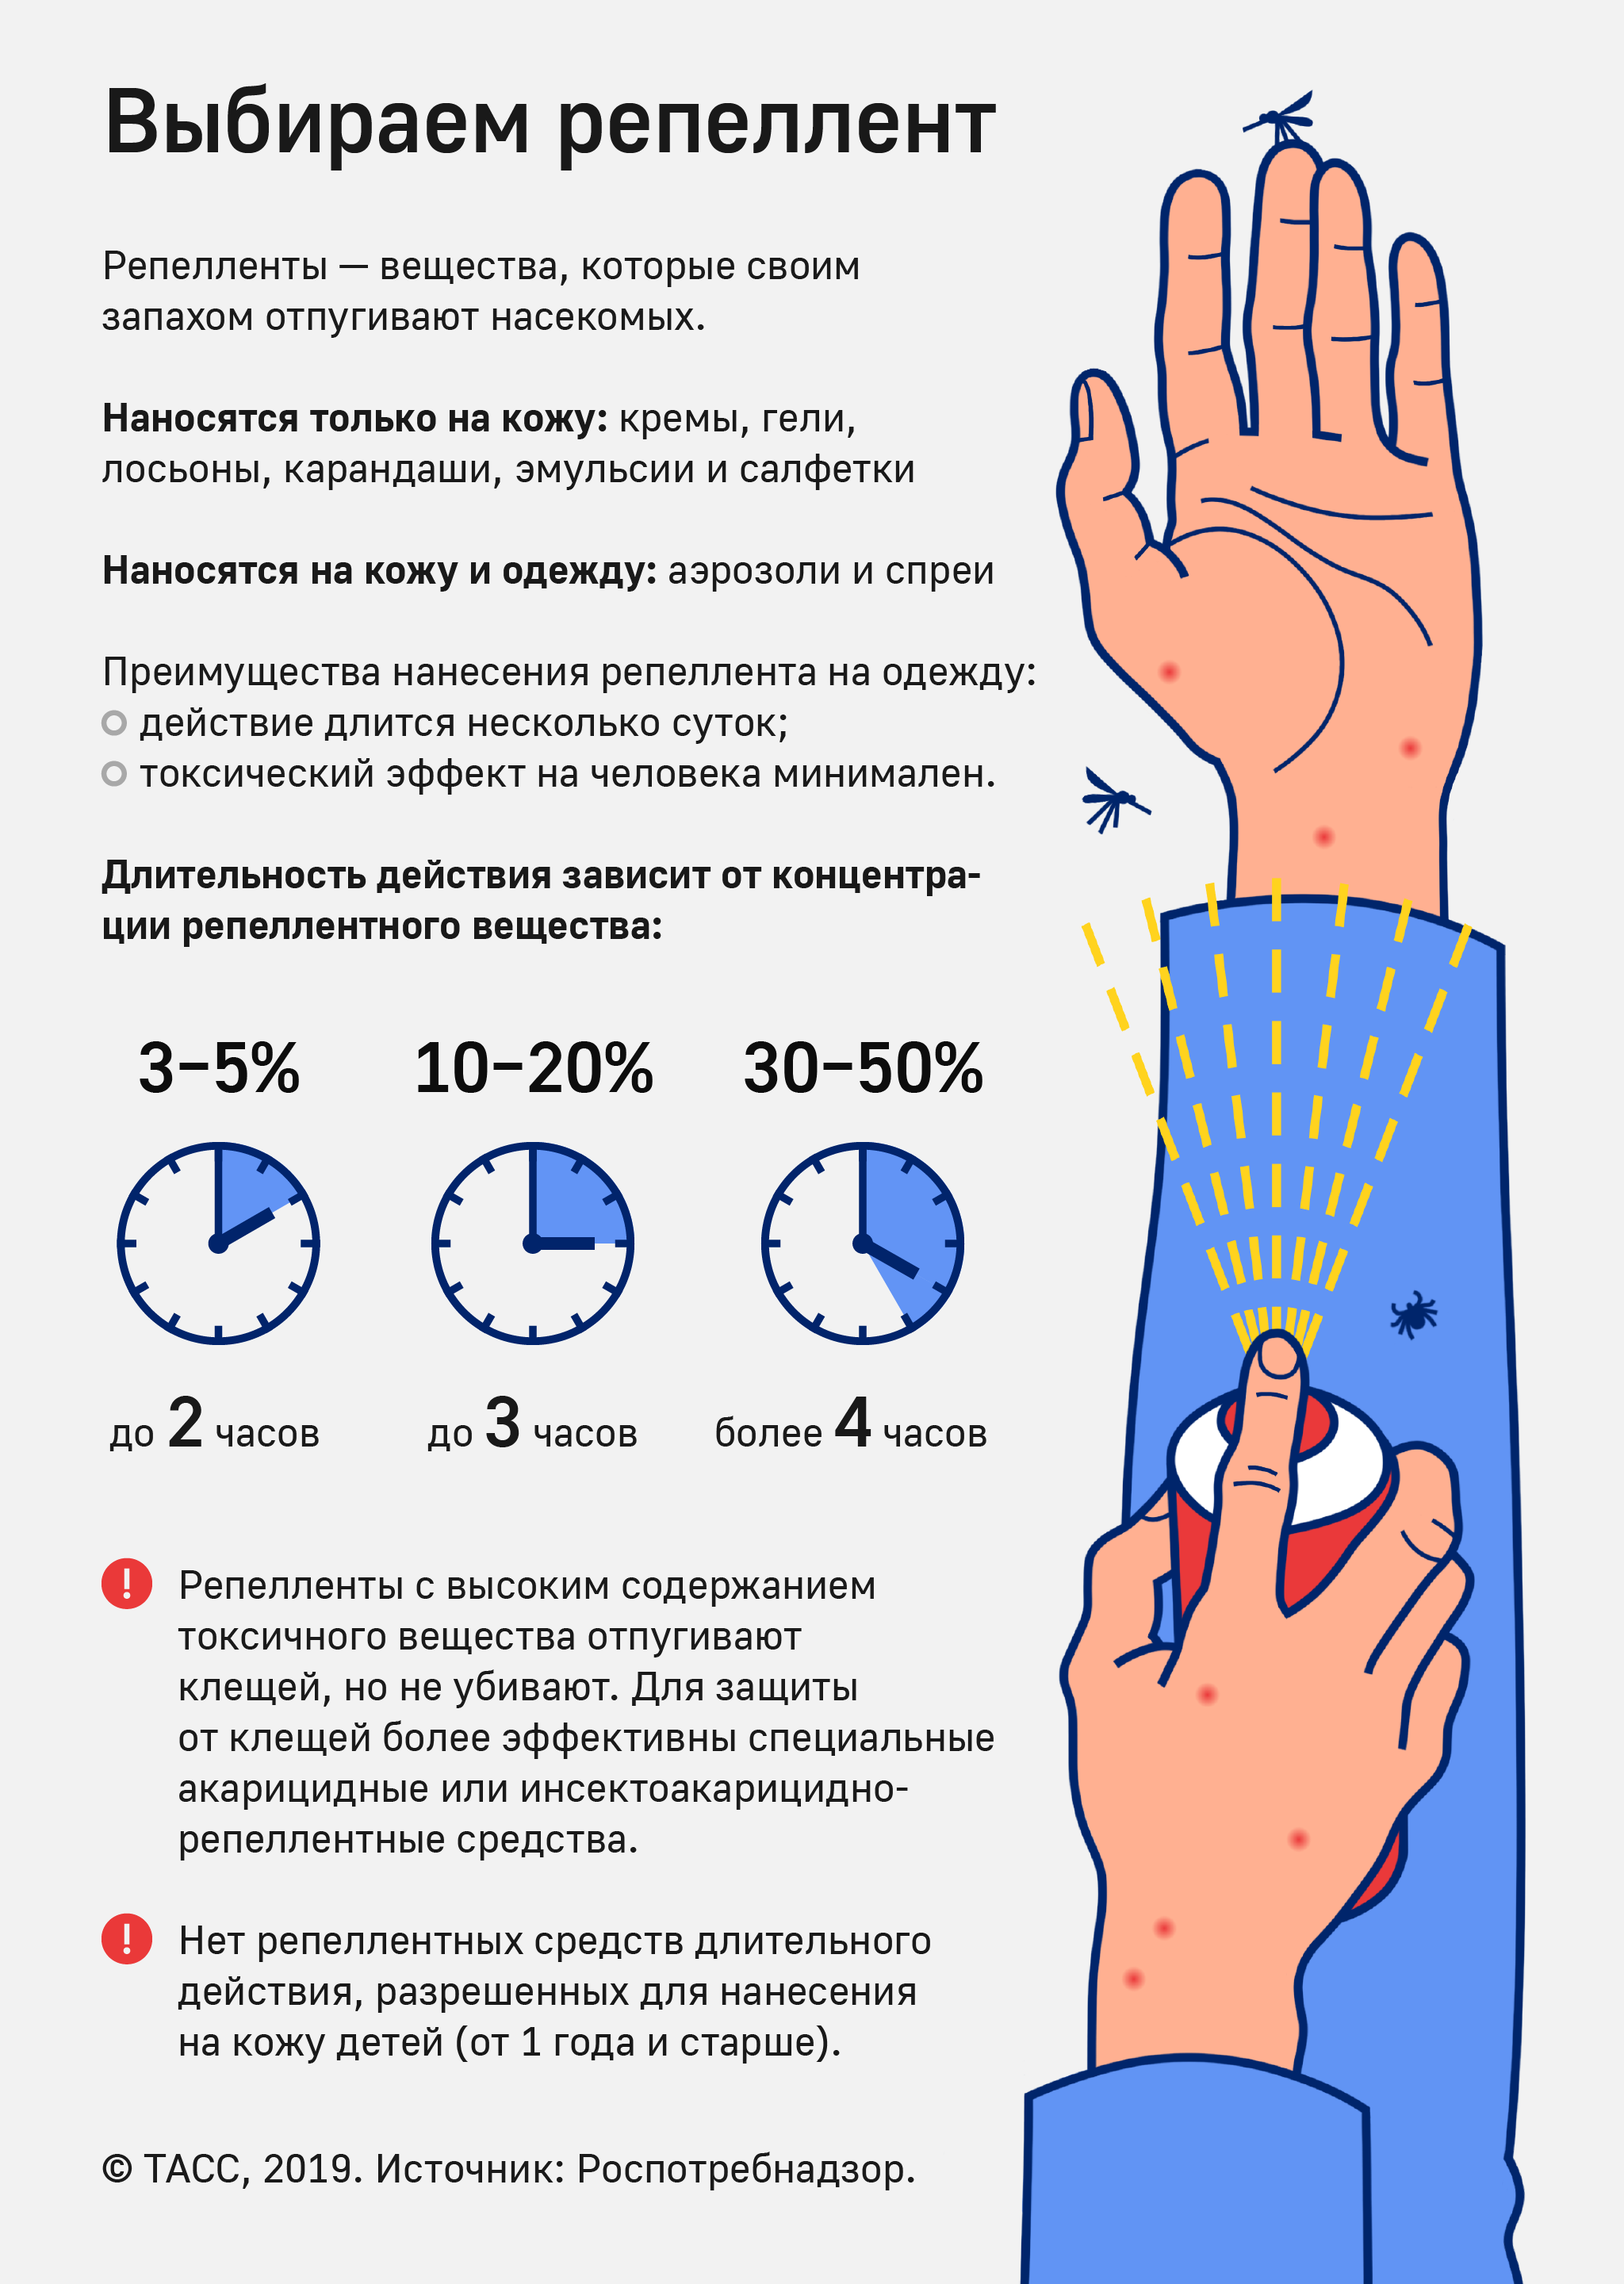 Выбираем репеллент
Репелленты — вещества, которые своим
запахом отпугивают насекомых.
Наносятся только на кожу: кремы, гели,
лосьоны, карандаши, эмульсии и салфетки
Наносятся на кожу и одежду: аэрозоли и спреи
Преимущества нанесения репеллента на одежду:
действие длится несколько суток;
токсический эффект на человека минимален.
Длительность действия зависит от концентра-
ции репеллентного вещества:
3–5% 10–20% 30–50%
до 2 часов до 3 часов более 4 часов
! Репелленты с высоким содержанием
токсичного вещества отпугивают
клещей, но не убивают. Для защиты
от клещей более эффективны специальные
акарицидные или инсектоакарицидно-
репеллентные средства.
! Нет репеллентных средств длительного
действия, разрешенных для нанесения
на кожу детей (от 1 года и старше).
© ТАСС, 2019. Источник: Роспотребнадзор.